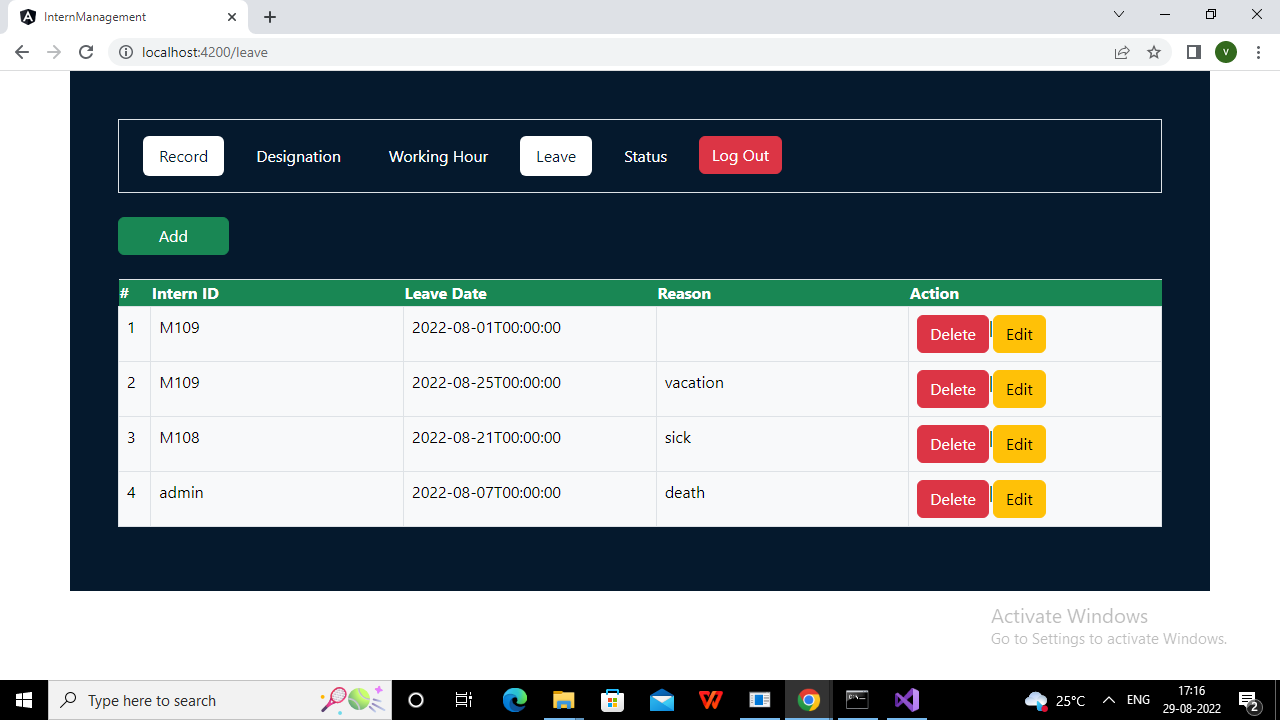 InternManagement
localhost:4200/leave
V
Record Designation Working Hour Leave Status Log Out
Add
# Intern ID Leave Date Reason Action
1 M109 2022-08-01T00:00:00 Delete Edit
2 M109 2022-08-25T00:00:00 vacation Delete Edit
3 M108 2022-08-21T00:00:00 sick Delete Edit
4 admin 2022-08-07T00:00:00 death Delete Edit
Activate Windows
Go to Settings to activate Windows.
Type here to search
25°C
ENG
17:16
29-08-2022
2